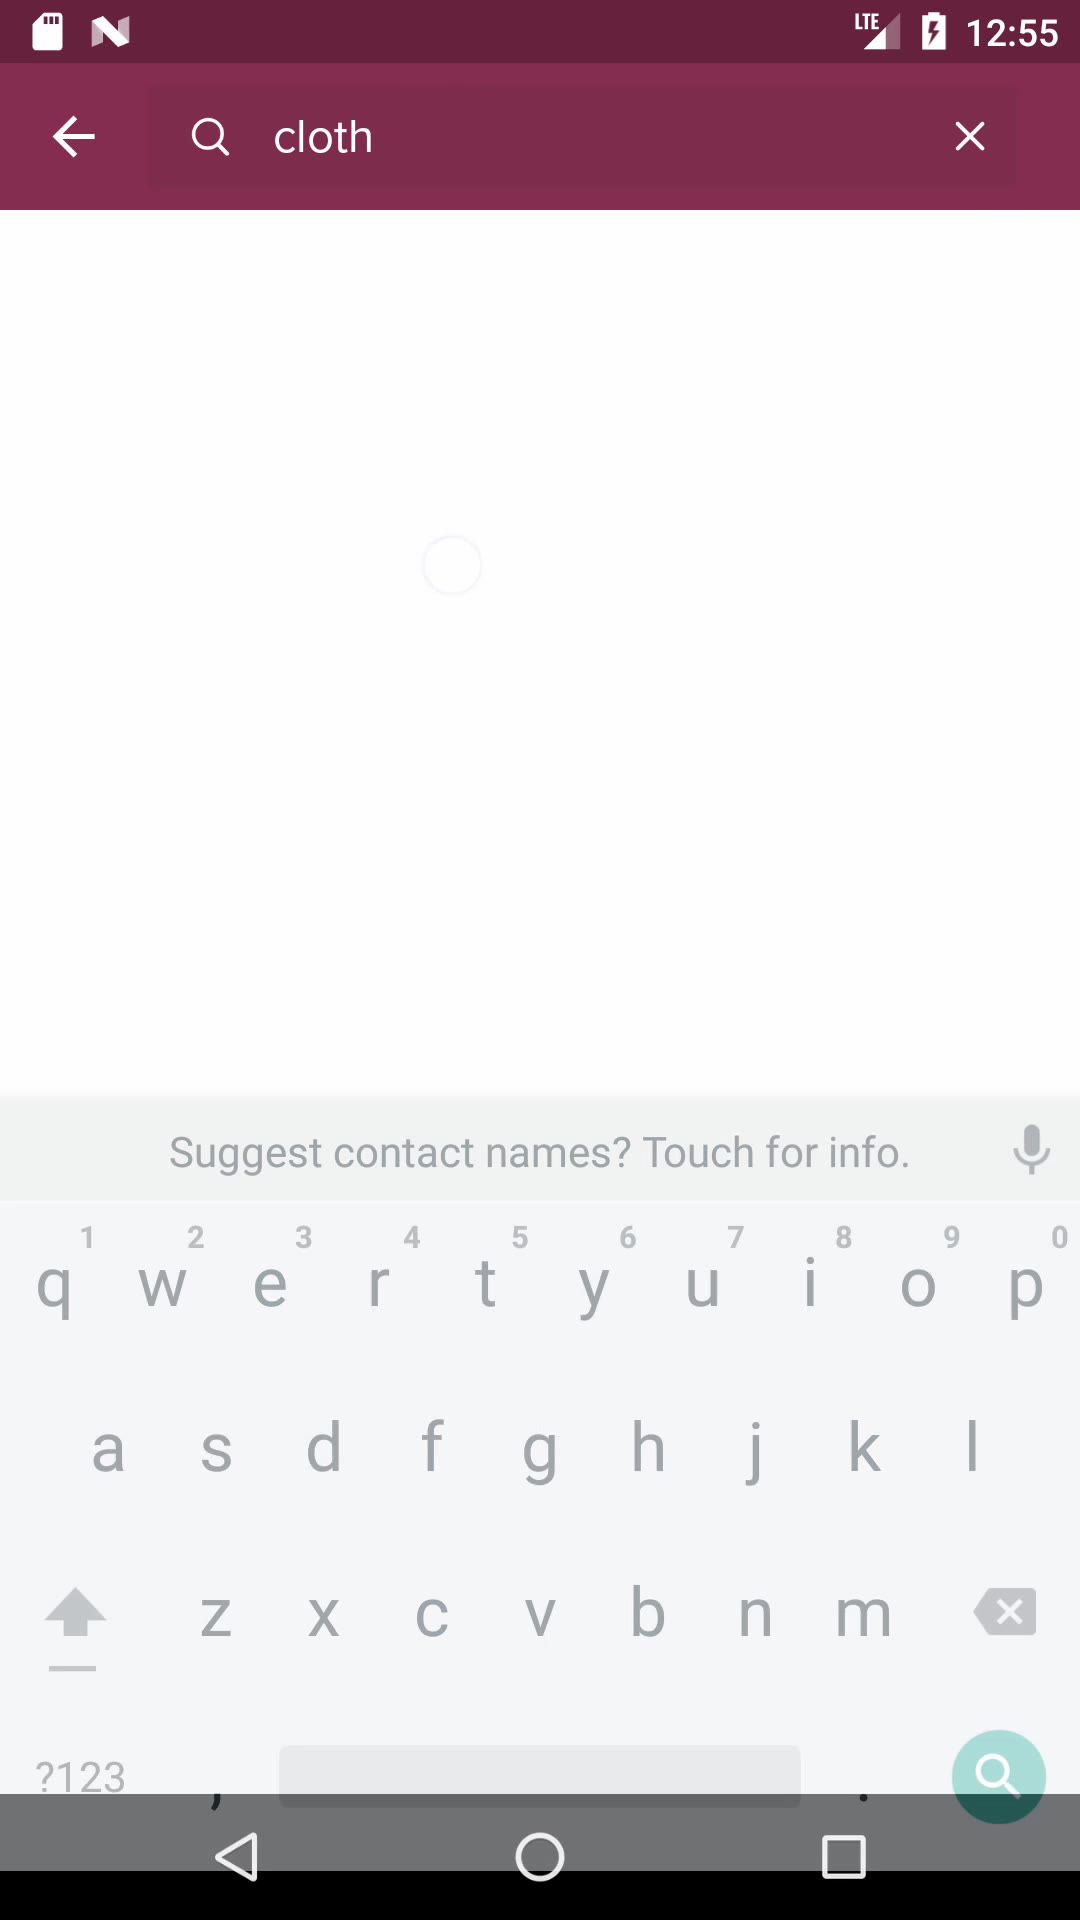 LTE 12:55
cloth
Suggest contact names? Touch for info.
1 2 3 4 5 6 7 8 9 0
q w e r t y u i o p
a s d f g h j k l
z x c v b n m
?123 , .